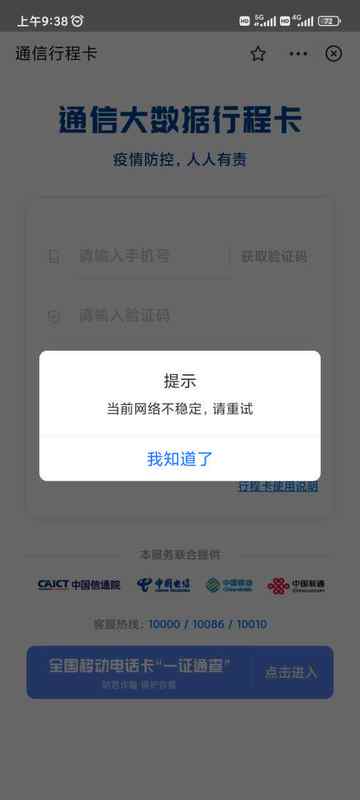 上午9:38
HD 5G HD 4G 72
通信行程卡
通信大数据行程卡
疫情防控，人人有责
请输入手机号 获取验证码
请输入验证码
提示
当前网络不稳定，请重试
我知道了
行程卡使用说明
本服务联合提供
CAICT 中国信通院 中国电信 CHINA TELECOM 中国移动 China Mobile 中国联通
客服热线：10000 / 10086 / 10010
全国移动电话卡“一证通查” 点击进入
防范诈骗 保护权益